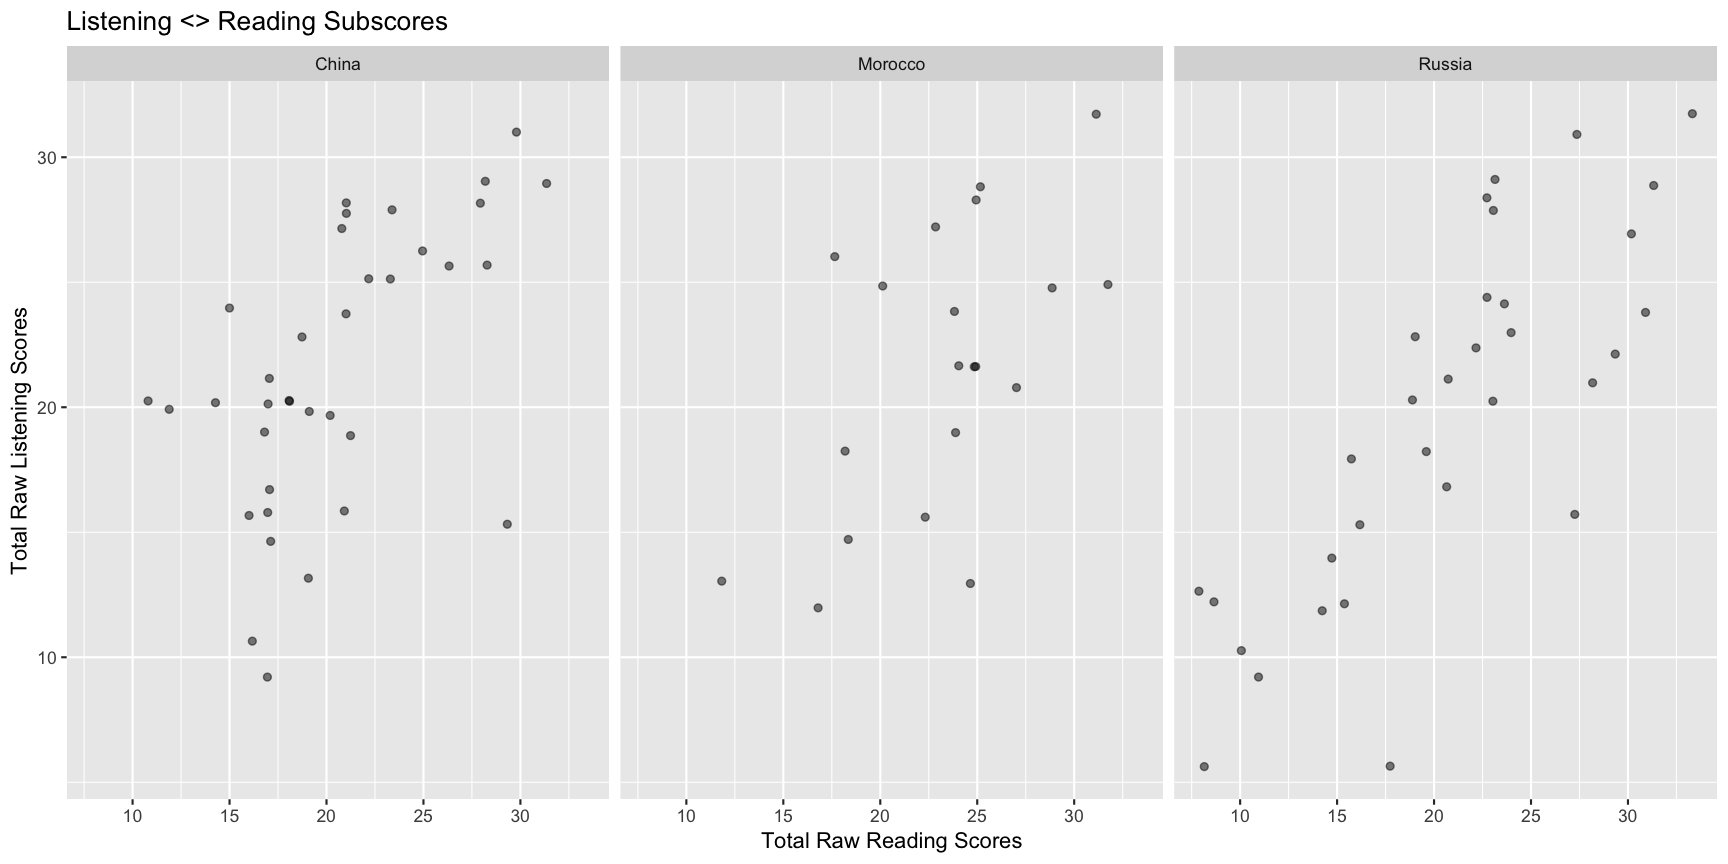 Listening <> Reading Subscores
China Morocco Russia
Total Raw Listening Scores
30
20
10
10 15 20 25 30 10 15 20 25 30 10 15 20 25 30
Total Raw Reading Scores